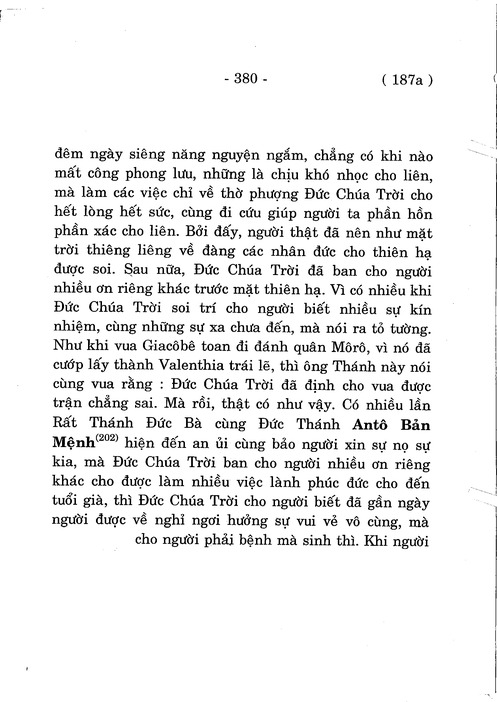 - 380 - ( 187a )
đêm ngày siêng năng nguyện ngắm, chẳng có khi nào
mất công phong lưu, những là chịu khó nhọc cho liên,
mà làm các việc chỉ về thờ phượng Đức Chúa Trời cho
hết lòng hết sức, cùng đi cứu giúp người ta phần hồn
phần xác cho liên. Bởi đấy, người thật đã nên như mặt
trời thiêng liêng về đàng các nhân đức cho thiên hạ
được soi. Sau nữa, Đức Chúa Trời đã ban cho người
nhiều ơn riêng khác trước mặt thiên hạ. Vì có nhiều khi
Đức Chúa Trời soi trí cho người biết nhiều sự kín
nhiệm, cùng những sự xa chưa đến, mà nói ra tỏ tường.
Như khi vua Giacôbê toan đi đánh quân Môrô, vì nó đã
cướp lấy thành Valenthia trái lẽ, thì ông Thánh này nói
cùng vua rằng : Đức Chúa Trời đã định cho vua được
trận chẳng sai. Mà rồi, thật có như vậy. Có nhiều lần
Rất Thánh Đức Bà cùng Đức Thánh Antô Bản
Mệnh(202) hiện đến an ủi cùng bảo người xin sự nọ sự
kia, mà Đức Chúa Trời ban cho người nhiều ơn riêng
khác cho được làm nhiều việc lành phúc đức cho đến
tuổi già, thì Đức Chúa Trời cho người biết đã gần ngày
người được về nghỉ ngơi hưởng sự vui vẻ vô cùng, mà
cho người phải bệnh mà sinh thì. Khi người